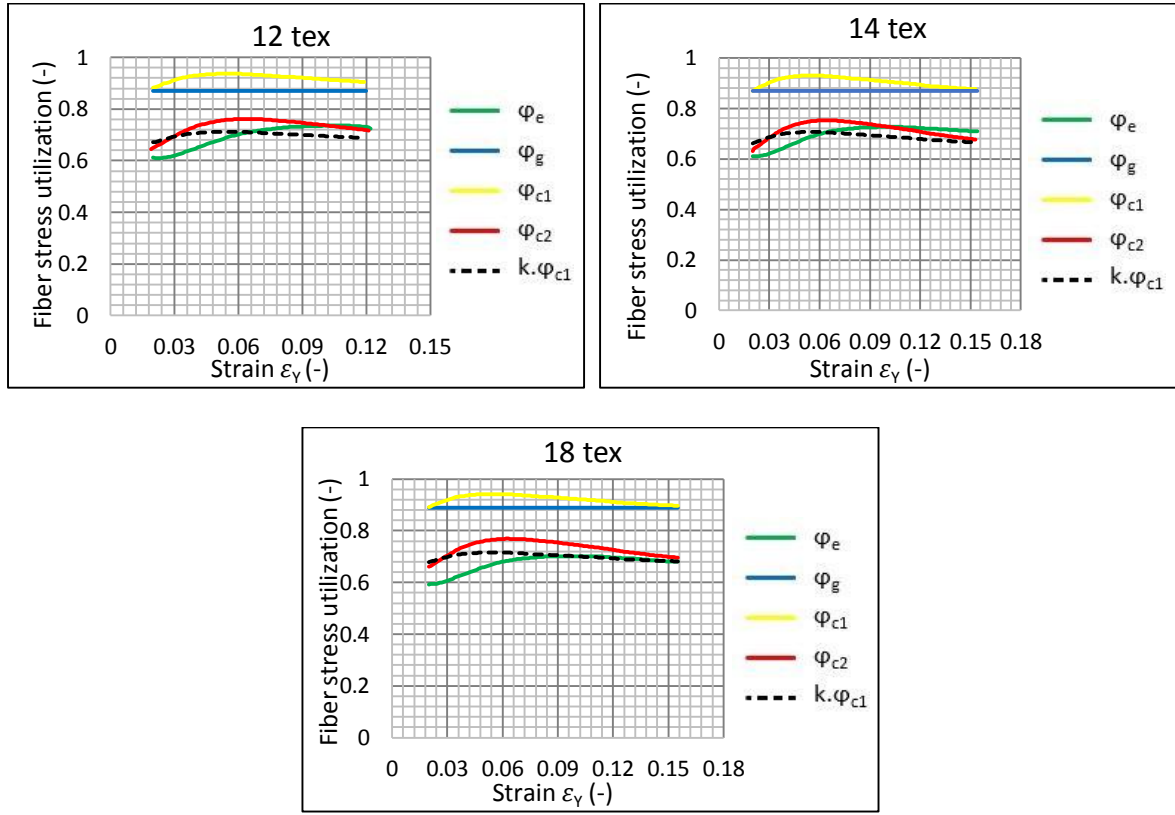 12 tex
Fiber stress utilization (-)
1
0.8
0.6
0.4
0.2
0
0 0.03 0.06 0.09 0.12 0.15
Strain εY (-)
φe
φg
φc1
φc2
k.φc1
14 tex
Fiber stress utilization (-)
1
0.8
0.6
0.4
0.2
0
0 0.03 0.06 0.09 0.12 0.15 0.18
Strain εY (-)
φe
φg
φc1
φc2
k.φc1
18 tex
Fiber stress utilization (-)
1
0.8
0.6
0.4
0.2
0
0 0.03 0.06 0.09 0.12 0.15 0.18
Strain εY (-)
φe
φg
φc1
φc2
k.φc1